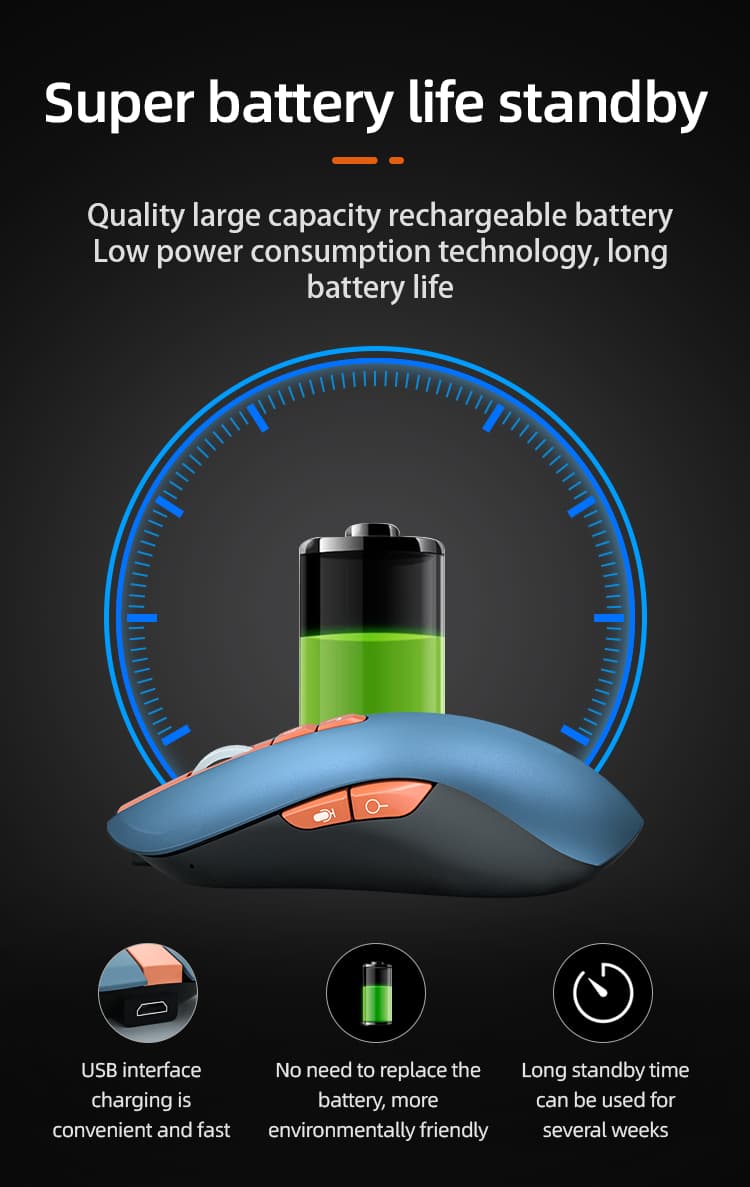 Super battery life standby
Quality large capacity rechargeable battery
Low power consumption technology, long
battery life
USB interface
charging is
convenient and fast
No need to replace the
battery, more
environmentally friendly
Long standby time
can be used for
several weeks